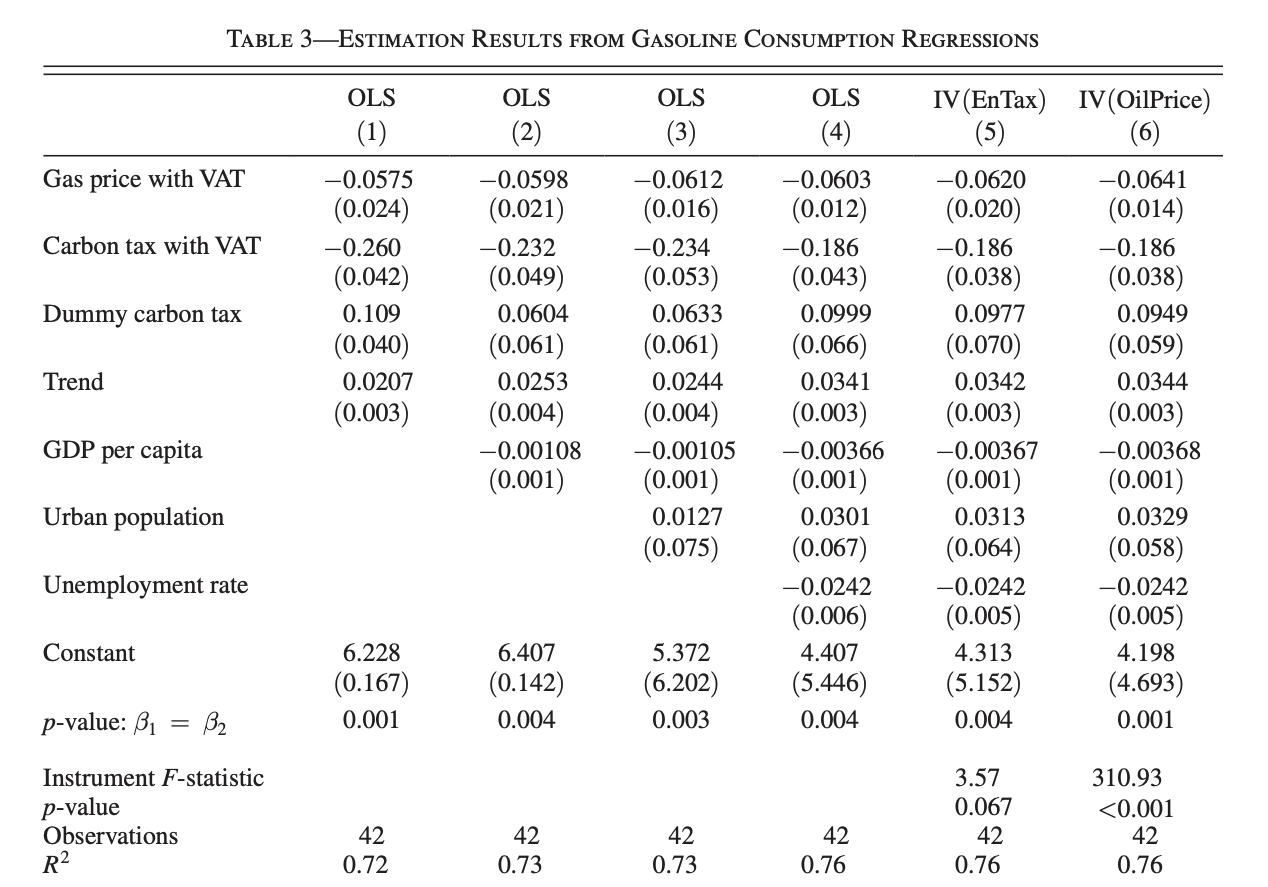 TABLE 3—ESTIMATION RESULTS FROM GASOLINE CONSUMPTION REGRESSIONS
OLS OLS OLS OLS IV(EnTax) IV(OilPrice)
(1) (2) (3) (4) (5) (6)
Gas price with VAT −0.0575 −0.0598 −0.0612 −0.0603 −0.0620 −0.0641
(0.024) (0.021) (0.016) (0.012) (0.020) (0.014)
Carbon tax with VAT −0.260 −0.232 −0.234 −0.186 −0.186 −0.186
(0.042) (0.049) (0.053) (0.043) (0.038) (0.038)
Dummy carbon tax 0.109 0.0604 0.0633 0.0999 0.0977 0.0949
(0.040) (0.061) (0.061) (0.066) (0.070) (0.059)
Trend 0.0207 0.0253 0.0244 0.0341 0.0342 0.0344
(0.003) (0.004) (0.004) (0.003) (0.003) (0.003)
GDP per capita −0.00108 −0.00105 −0.00366 −0.00367 −0.00368
(0.001) (0.001) (0.001) (0.001) (0.001)
Urban population 0.0127 0.0301 0.0313 0.0329
(0.075) (0.067) (0.064) (0.058)
Unemployment rate −0.0242 −0.0242 −0.0242
(0.006) (0.005) (0.005)
Constant 6.228 6.407 5.372 4.407 4.313 4.198
(0.167) (0.142) (6.202) (5.446) (5.152) (4.693)
p-value: β₁ = β₂ 0.001 0.004 0.003 0.004 0.004 0.001
Instrument F-statistic 3.57 310.93
p-value 0.067 <0.001
Observations 42 42 42 42 42 42
R² 0.72 0.73 0.73 0.76 0.76 0.76